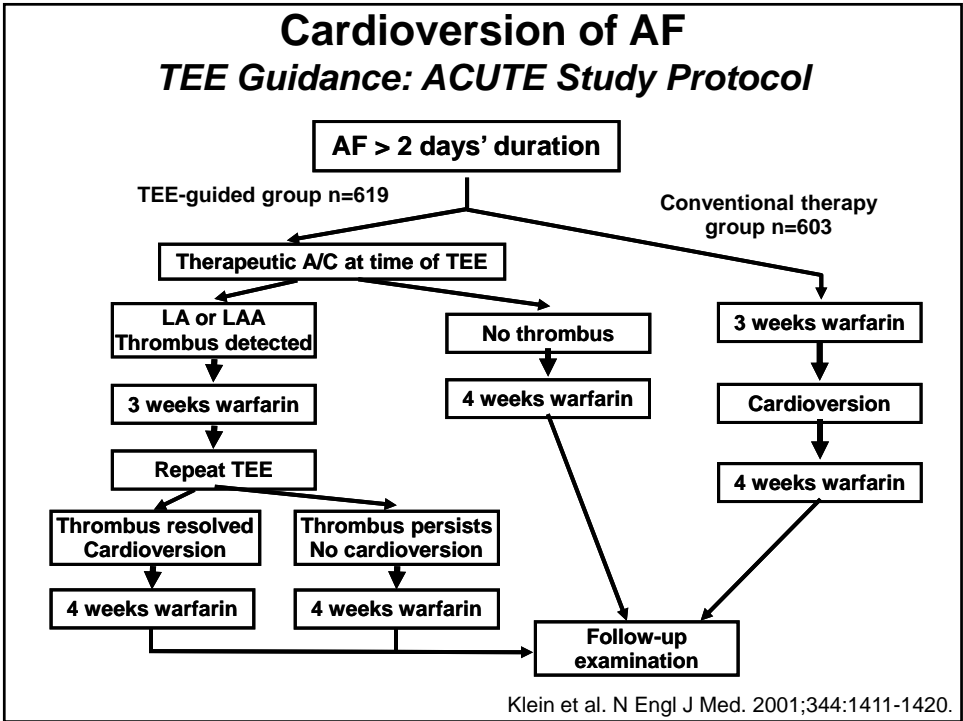 Cardioversion of AF
TEE Guidance: ACUTE Study Protocol
AF > 2 days’ duration
TEE-guided group n=619
Conventional therapy
group n=603
Therapeutic A/C at time of TEE
LA or LAA
Thrombus detected
No thrombus
3 weeks warfarin
3 weeks warfarin
4 weeks warfarin
Cardioversion
Repeat TEE
4 weeks warfarin
Thrombus resolved
Cardioversion
Thrombus persists
No cardioversion
4 weeks warfarin
4 weeks warfarin
Follow-up
examination
Klein et al. N Engl J Med. 2001;344:1411-1420.